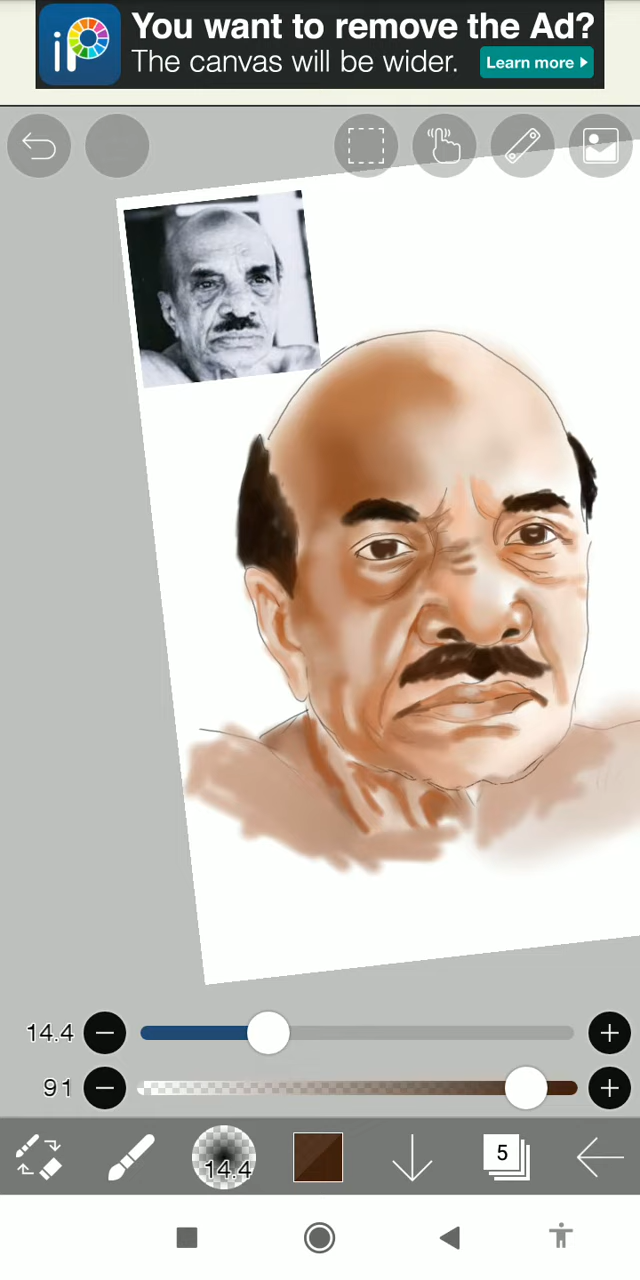 iP
You want to remove the Ad?
The canvas will be wider.
Learn more
14.4
91
14.4
5